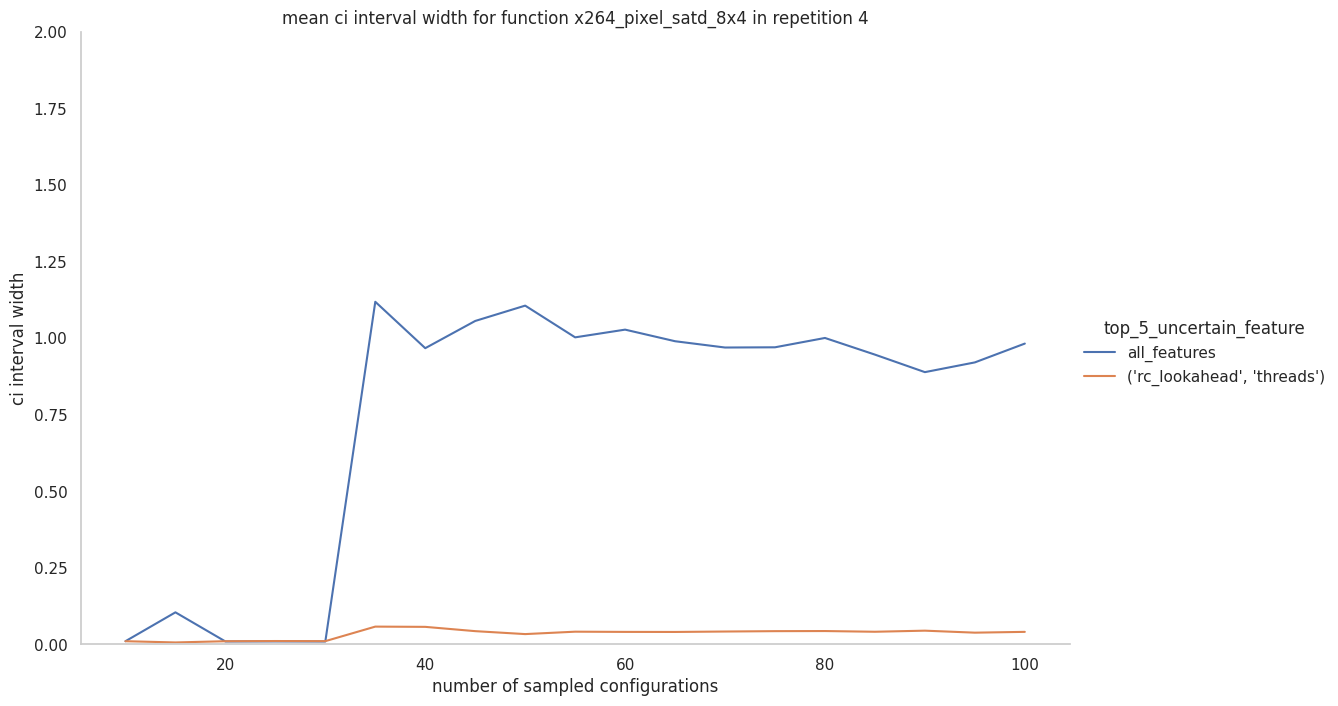 mean ci interval width for function x264_pixel_satd_8x4 in repetition 4
2.00
1.75
1.50
1.25
1.00
0.75
0.50
0.25
0.00
ci interval width
20
40
60
80
100
number of sampled configurations
top_5_uncertain_feature
all_features
('rc_lookahead', 'threads')